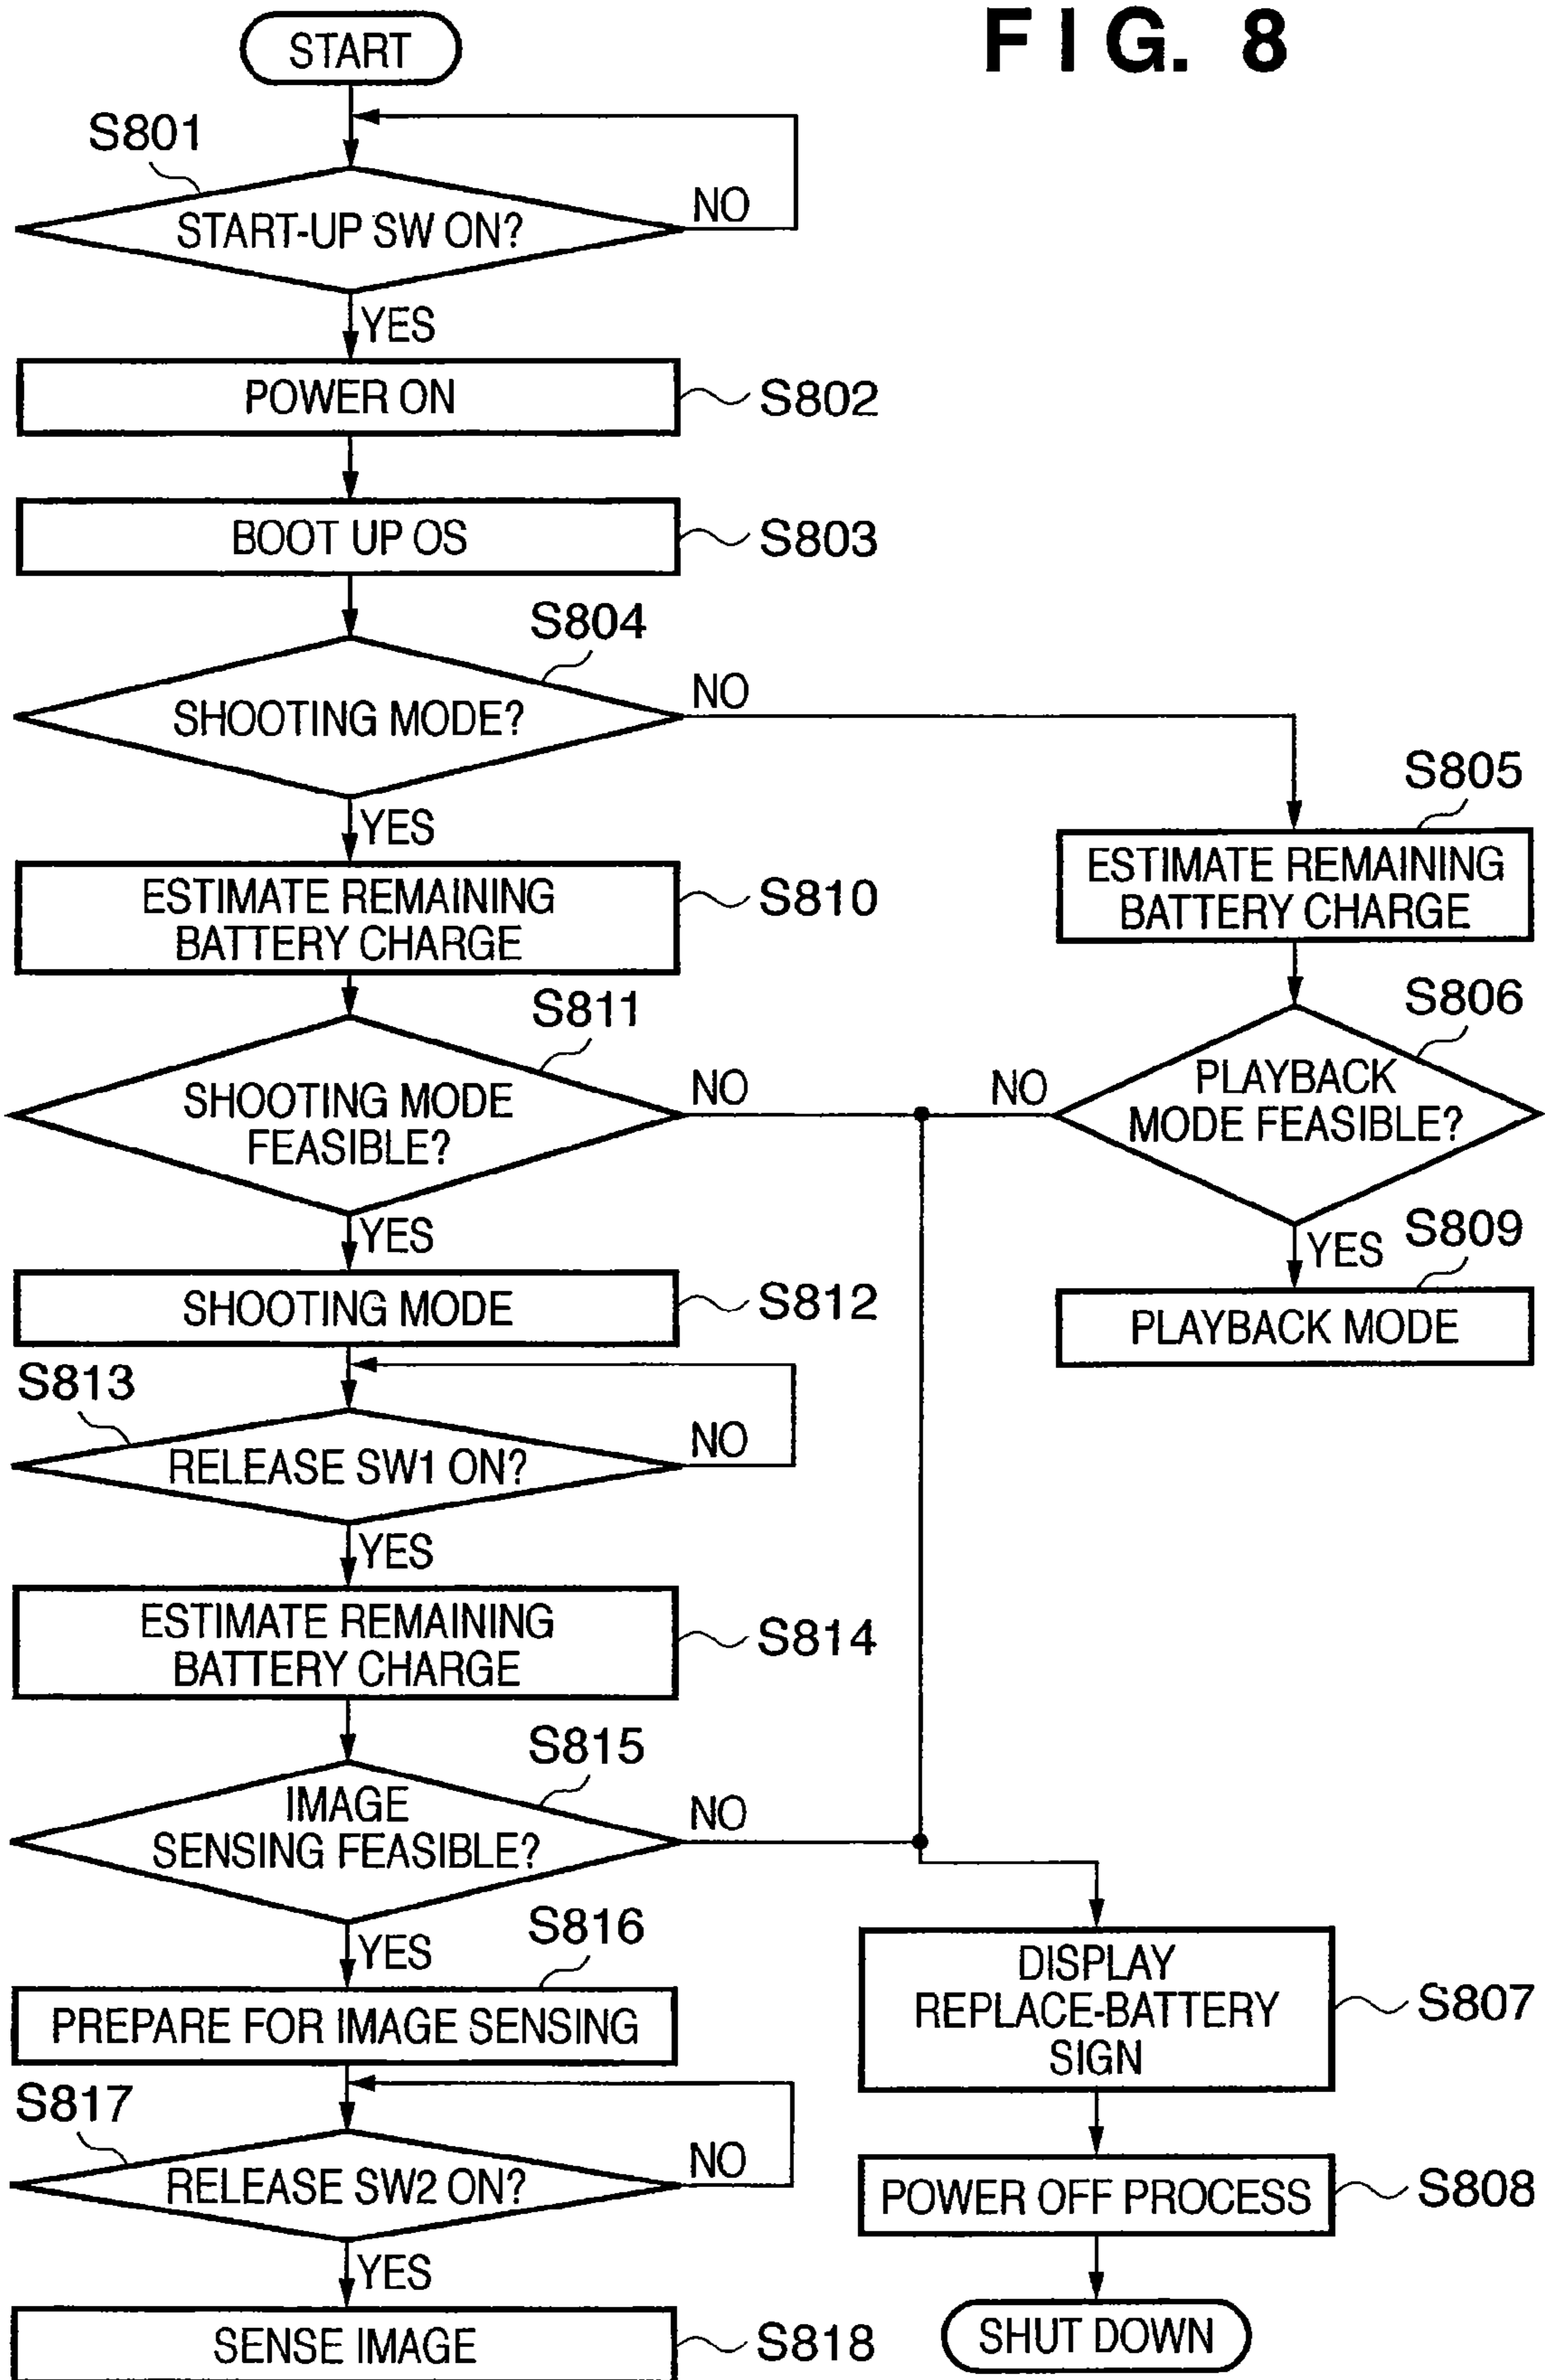 FIG. 8
START
S801
START-UP SW ON?
NO
YES
POWER ON
S802
BOOT UP OS
S803
S804
SHOOTING MODE?
NO
YES
S805
ESTIMATE REMAINING
BATTERY CHARGE
S810
ESTIMATE REMAINING
BATTERY CHARGE
S811
SHOOTING MODE
FEASIBLE?
NO
YES
S806
PLAYBACK
MODE FEASIBLE?
NO
YES
S809
PLAYBACK MODE
SHOOTING MODE
S812
S813
RELEASE SW1 ON?
NO
YES
ESTIMATE REMAINING
BATTERY CHARGE
S814
S815
IMAGE
SENSING FEASIBLE?
NO
YES
S816
PREPARE FOR IMAGE SENSING
S817
RELEASE SW2 ON?
NO
YES
SENSE IMAGE
S818
DISPLAY
REPLACE-BATTERY
SIGN
S807
POWER OFF PROCESS
S808
SHUT DOWN